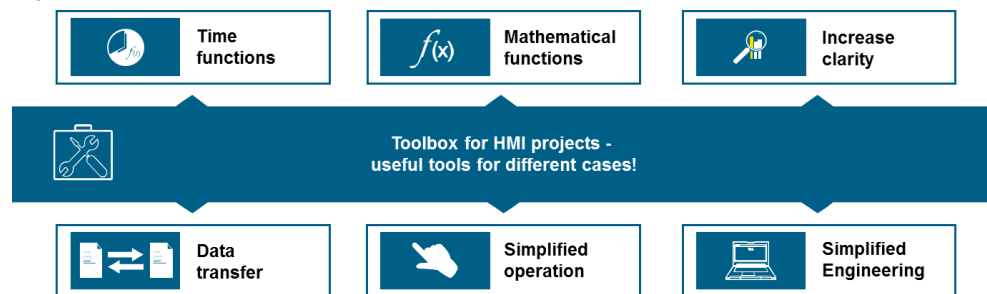 f(x)
Time
functions
f(x)
Mathematical
functions
Increase
clarity
Toolbox for HMI projects -
useful tools for different cases!
Data
transfer
Simplified
operation
Simplified
Engineering